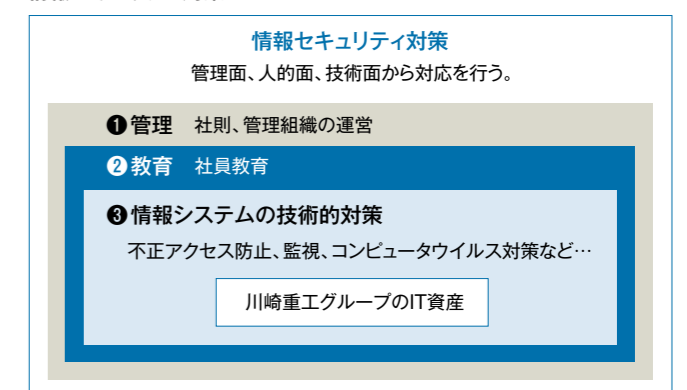 情報セキュリティ対策
管理面、人的面、技術面から対応を行う。
❶管理 社則、管理組織の運営
❷教育 社員教育
❸情報システムの技術的対策
不正アクセス防止、監視、コンピュータウイルス対策など…
川崎重工グループのIT資産